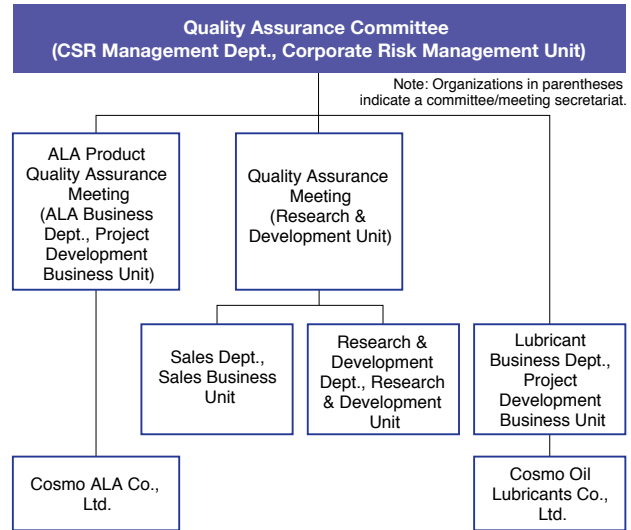 Quality Assurance Committee
(CSR Management Dept., Corporate Risk Management Unit)
Note: Organizations in parentheses
indicate a committee/meeting secretariat.
ALA Product
Quality Assurance
Meeting
(ALA Business
Dept., Project
Development
Business Unit)
Quality Assurance
Meeting
(Research &
Development Unit)
Sales Dept.,
Sales Business
Unit
Research &
Development
Dept., Research
& Development
Unit
Lubricant
Business Dept.,
Project
Development
Business Unit
Cosmo ALA Co.,
Ltd.
Cosmo Oil
Lubricants Co.,
Ltd.